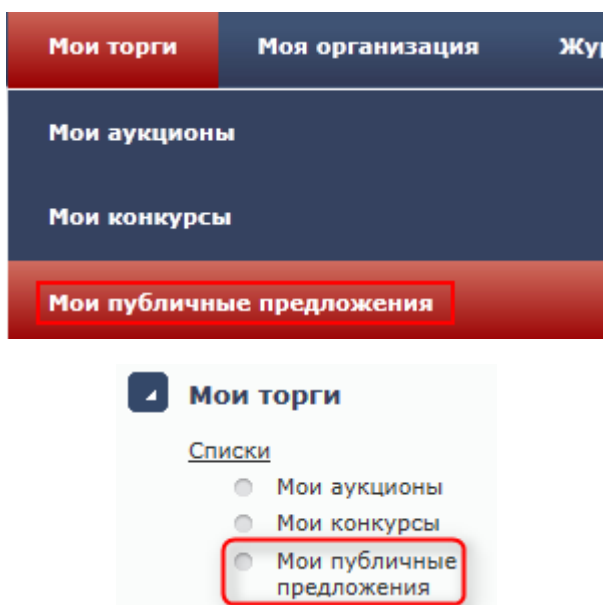 Мои торги Моя организация Жур
Мои аукционы
Мои конкурсы
Мои публичные предложения
Мои торги
Списки
Мои аукционы
Мои конкурсы
Мои публичные
предложения